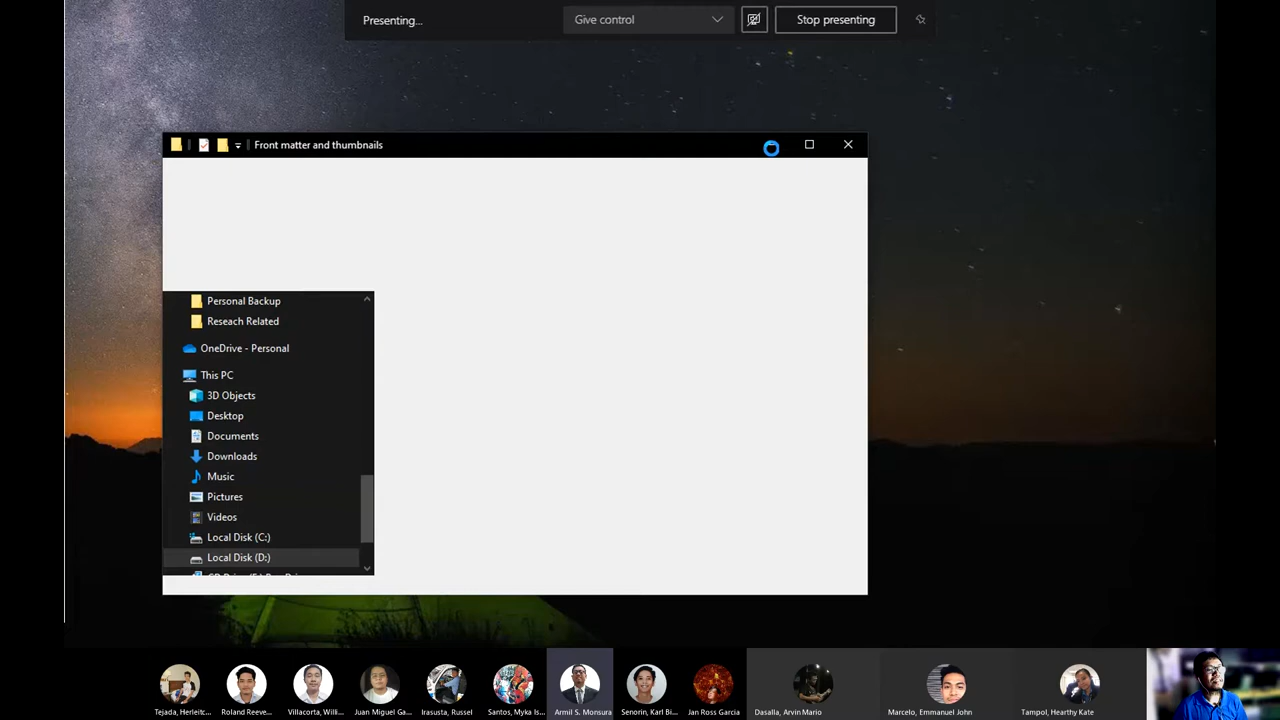 Presenting...
Give control
Stop presenting
Front matter and thumbnails
Personal Backup
Reseach Related
OneDrive - Personal
This PC
3D Objects
Desktop
Documents
Downloads
Music
Pictures
Videos
Local Disk (C:)
Local Disk (D:)
Tejada, Herleitc...
Roland Reeve...
Villacorta, Willi...
Juan Miguel Ga...
Irasusta, Russel
Santos, Myka Is...
Armil S. Monsura
Senorin, Karl Bi...
Jan Ross Garcia
Dasalla, Arvin Mario
Marcelo, Emmanuel John
Tampol, Hearthy Kate